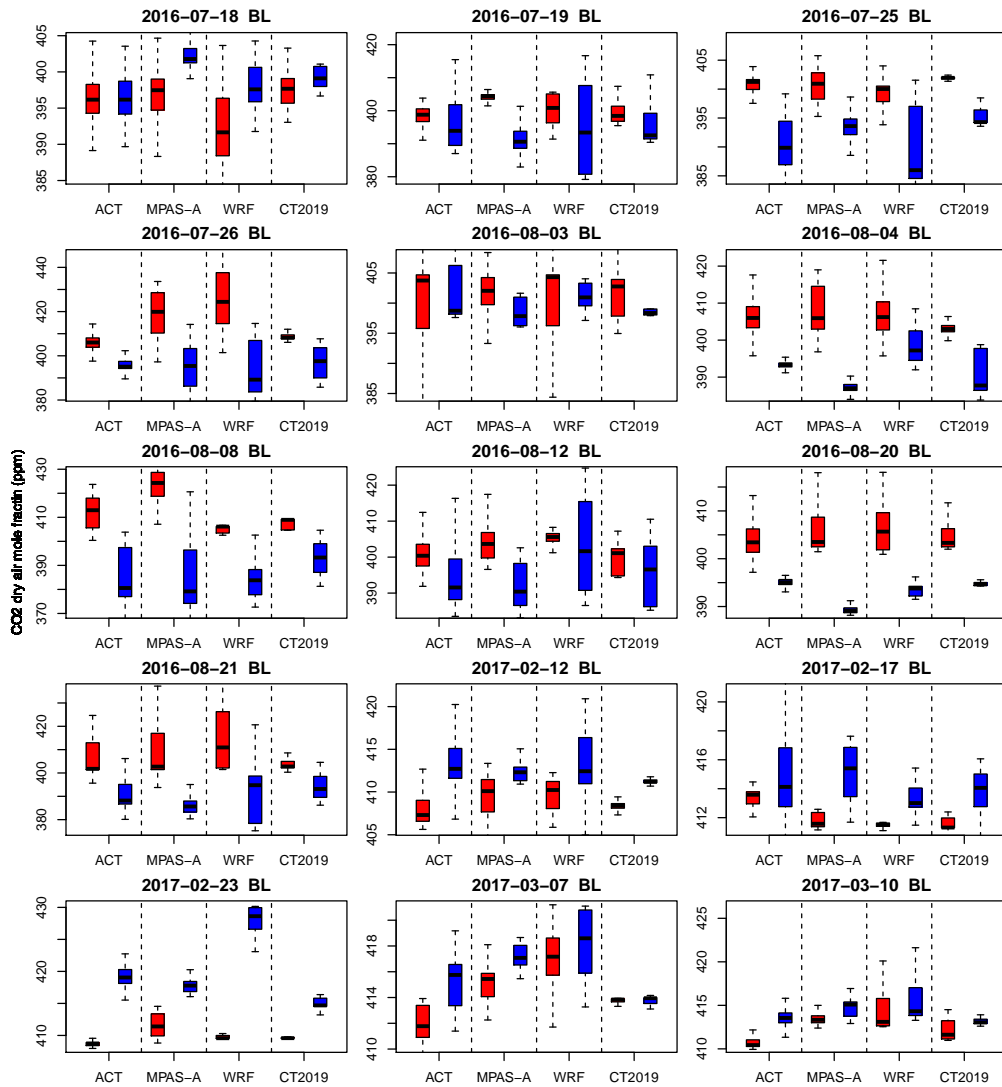 2016-07-18 BL
2016-07-19 BL
2016-07-25 BL
385 390 395 400 405
380 400 420
385 395 405
ACT MPAS-A WRF CT2019
ACT MPAS-A WRF CT2019
ACT MPAS-A WRF CT2019
2016-07-26 BL
2016-08-03 BL
2016-08-04 BL
380 400 420 440
385 395 405
390 400 410 420
ACT MPAS-A WRF CT2019
ACT MPAS-A WRF CT2019
ACT MPAS-A WRF CT2019
CO2 dry air mole fractin (ppm)
2016-08-08 BL
2016-08-12 BL
2016-08-20 BL
370 390 410 430
390 400 410 420
390 400 410 420
ACT MPAS-A WRF CT2019
ACT MPAS-A WRF CT2019
ACT MPAS-A WRF CT2019
2016-08-21 BL
2017-02-12 BL
2017-02-17 BL
380 400 420
405 410 415 420
412 416 420
ACT MPAS-A WRF CT2019
ACT MPAS-A WRF CT2019
ACT MPAS-A WRF CT2019
2017-02-23 BL
2017-03-07 BL
2017-03-10 BL
410 420 430
410 414 418
410 415 420 425
ACT MPAS-A WRF CT2019
ACT MPAS-A WRF CT2019
ACT MPAS-A WRF CT2019